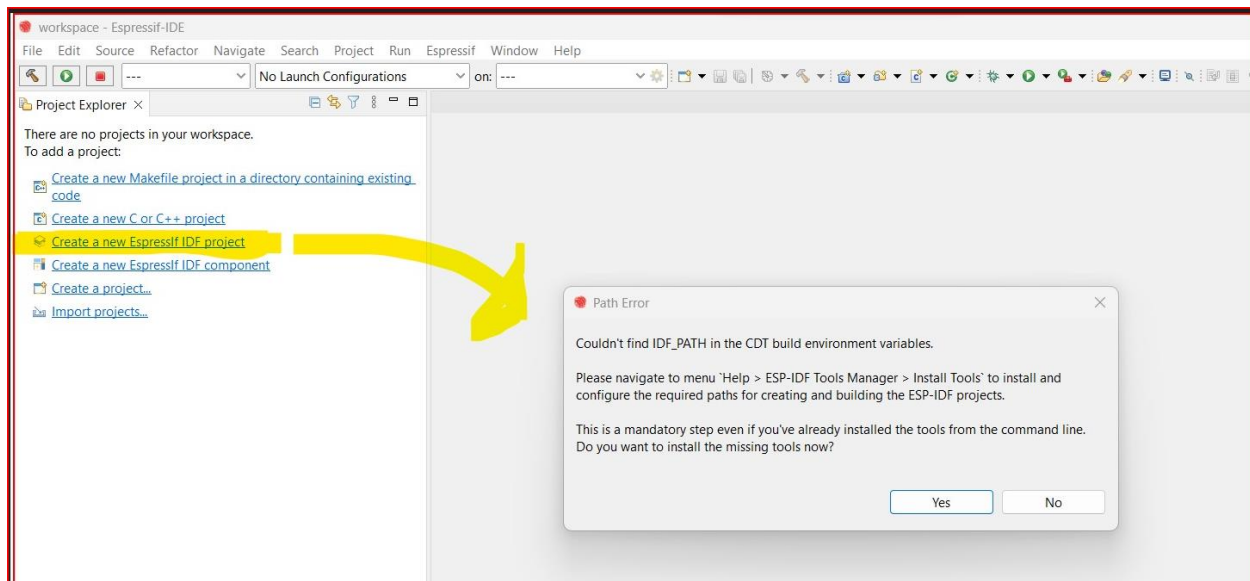 workspace - Espressif-IDE
File Edit Source Refactor Navigate Search Project Run Espressif Window Help
--- No Launch Configurations on: ---
Project Explorer
There are no projects in your workspace.
To add a project:
Create a new Makefile project in a directory containing existing
code
Create a new C or C++ project
Create a new EspressIf IDF project
Create a new EspressIf IDF component
Create a project...
Import projects...
Path Error
Couldn't find IDF_PATH in the CDT build environment variables.
Please navigate to menu `Help > ESP-IDF Tools Manager > Install Tools` to install and
configure the required paths for creating and building the ESP-IDF projects.
This is a mandatory step even if you've already installed the tools from the command line.
Do you want to install the missing tools now?
Yes No